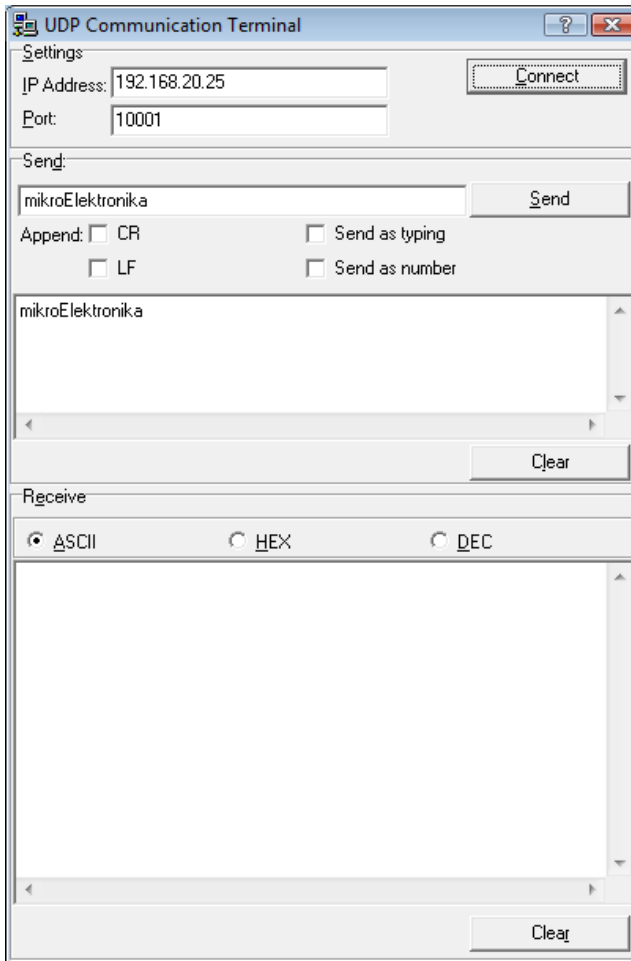 UDP Communication Terminal
Settings
IP Address: 192.168.20.25
Connect
Port: 10001
Send:
mikroElektronika
Send
Append: CR Send as typing
LF Send as number
mikroElektronika
Clear
Receive
ASCII HEX DEC
Clear